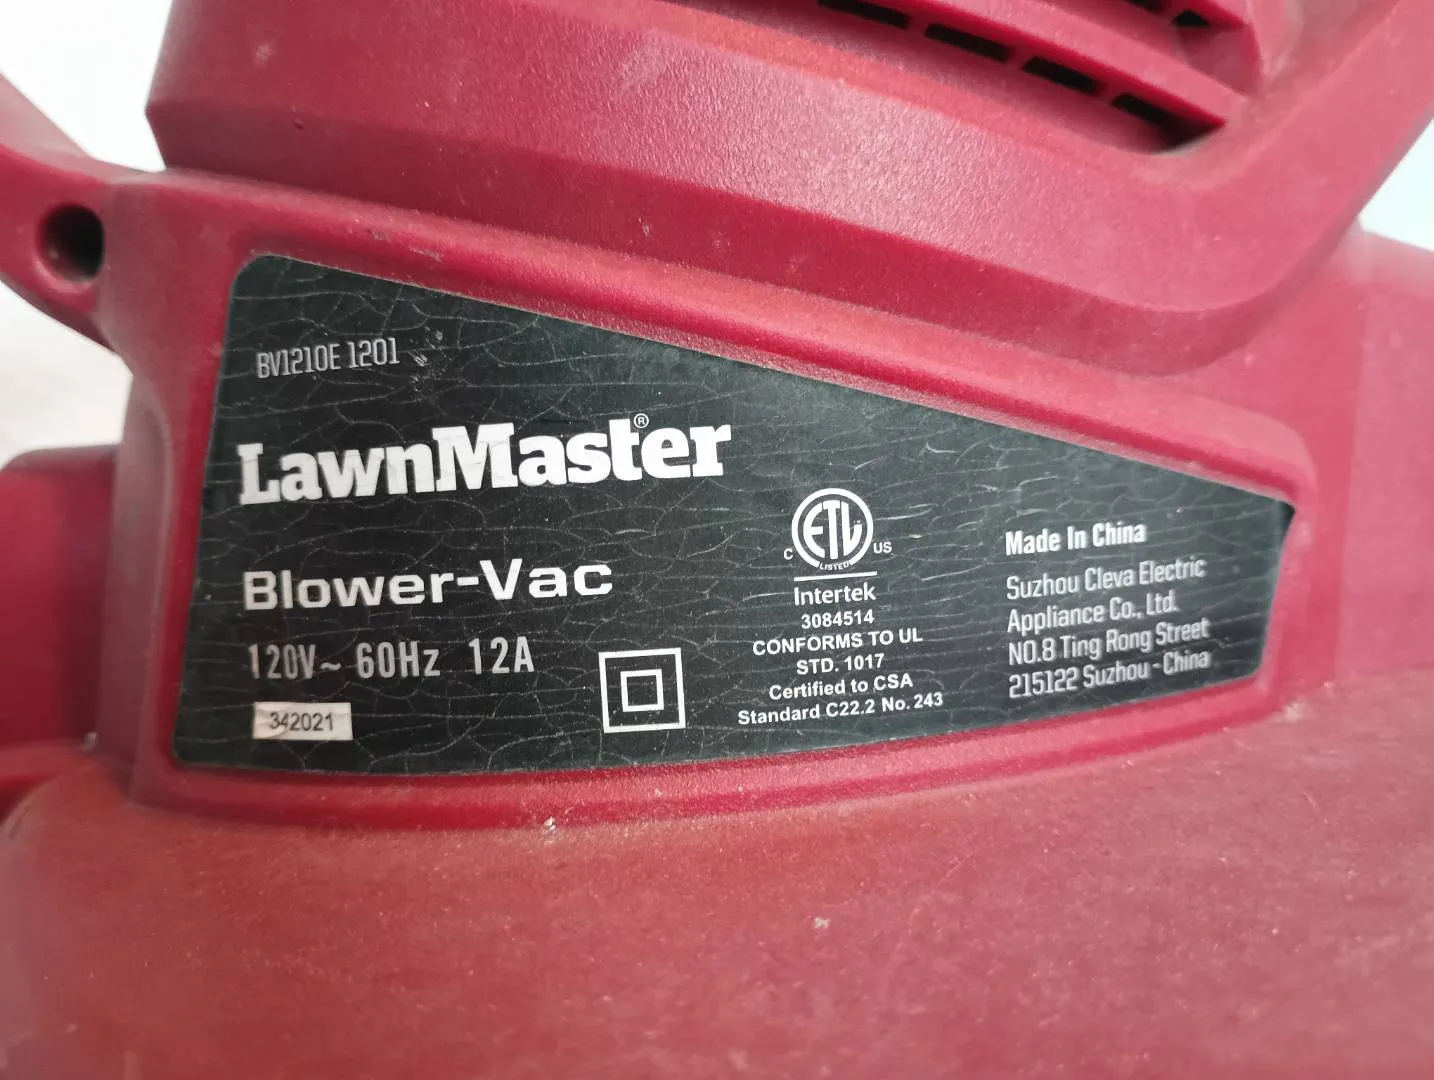 BV1210E 1201
LawnMaster®
Blower-Vac
120V~ 60Hz 12A
342021
ETL
C US
LISTED
Intertek
3084514
CONFORMS TO UL
STD. 1017
Certified to CSA
Standard C22.2 No. 243
Made In China
Suzhou Cleva Electric
Appliance Co., Ltd.
NO.8 Ting Rong Street
215122 Suzhou - China